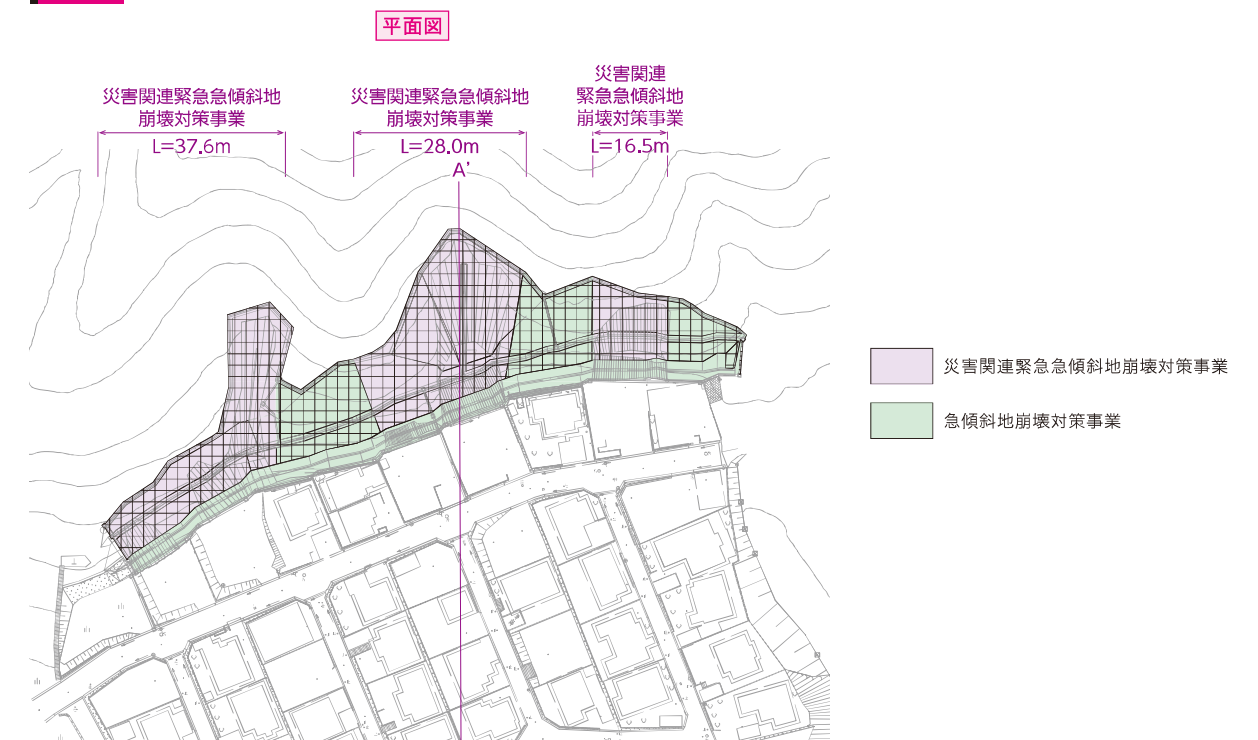 平面図
災害関連緊急急傾斜地
崩壊対策事業
L=37.6m
災害関連緊急急傾斜地
崩壊対策事業
L=28.0m
A'
災害関連
緊急急傾斜地
崩壊対策事業
L=16.5m
災害関連緊急急傾斜地崩壊対策事業
急傾斜地崩壊対策事業